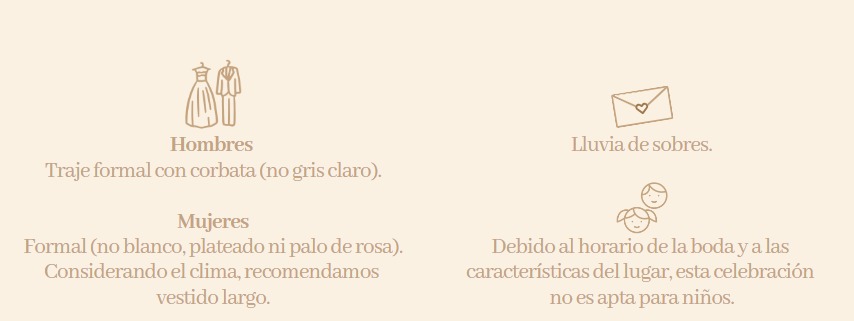 Hombres
Traje formal con corbata (no gris claro).
Mujeres
Formal (no blanco, plateado ni palo de rosa).
Considerando el clima, recomendamos
vestido largo.
Lluvia de sobres.
Debido al horario de la boda y a las
características del lugar, esta celebración
no es apta para niños.